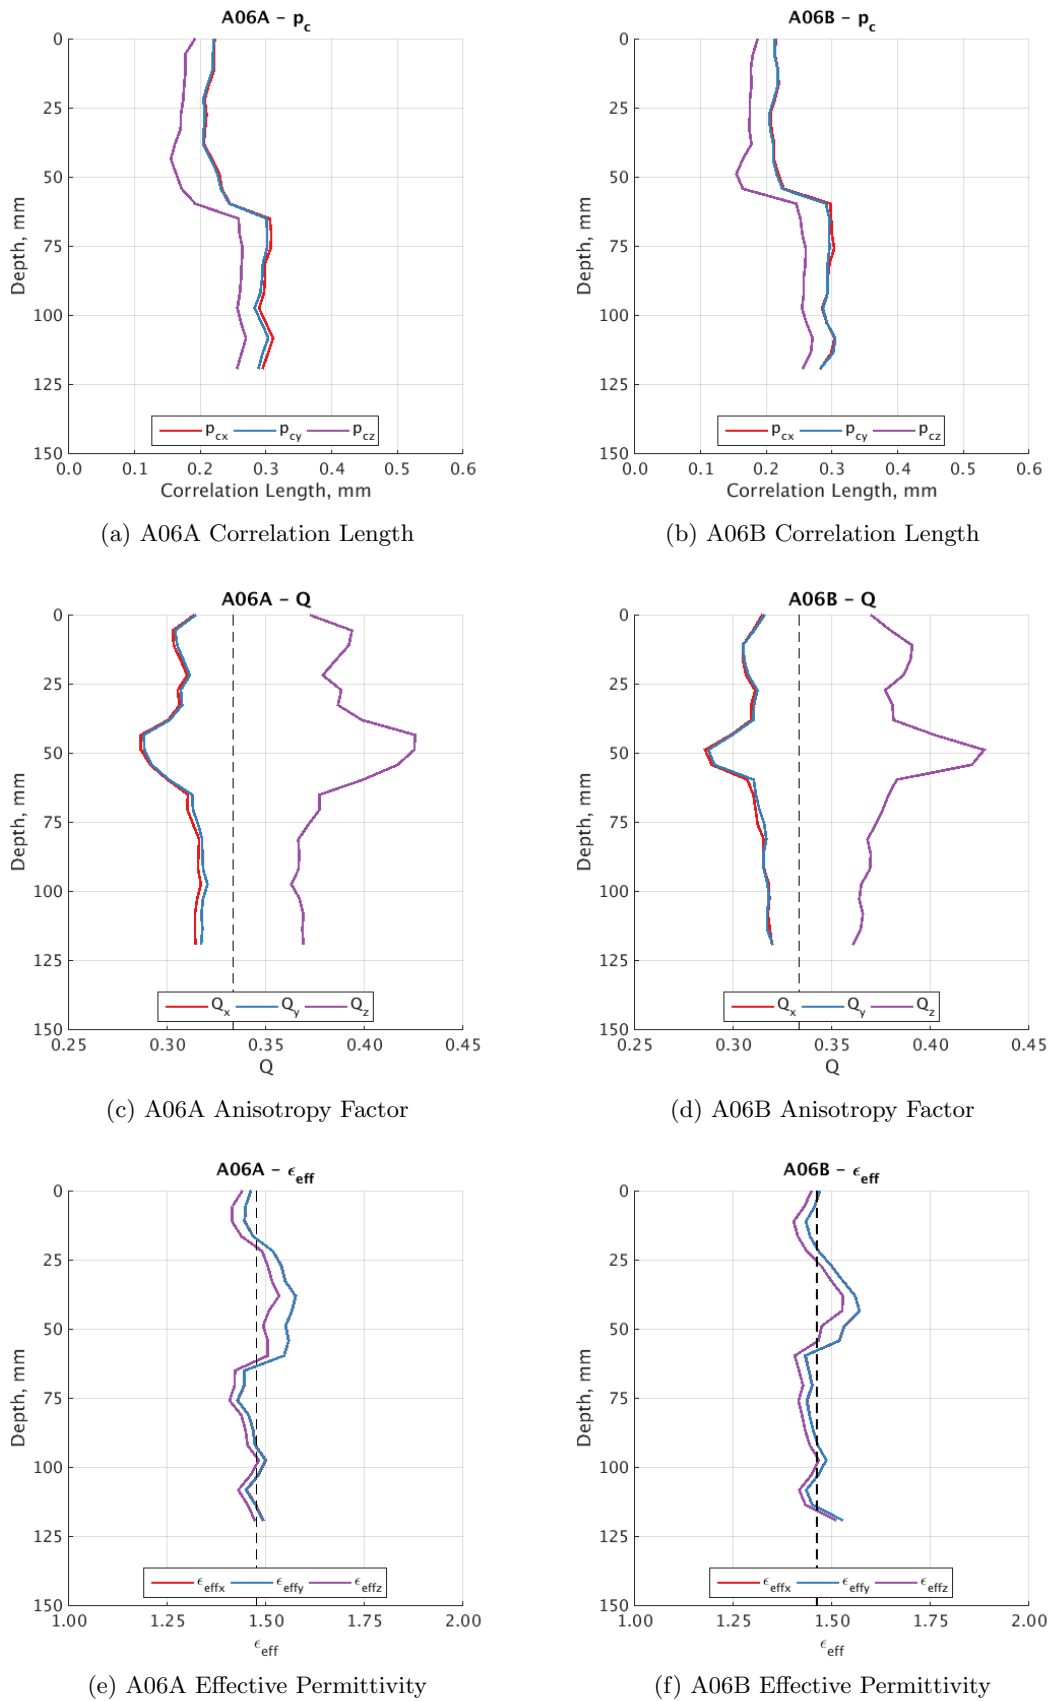 A06A – p_c
0
25
50
75
100
125
150
0.0 0.1 0.2 0.3 0.4 0.5 0.6
Depth, mm
Correlation Length, mm
p_cx p_cy p_cz
(a) A06A Correlation Length
A06B – p_c
0
25
50
75
100
125
150
0.0 0.1 0.2 0.3 0.4 0.5 0.6
Depth, mm
Correlation Length, mm
p_cx p_cy p_cz
(b) A06B Correlation Length
A06A – Q
0
25
50
75
100
125
150
0.25 0.30 0.35 0.40 0.45
Depth, mm
Q
Q_x Q_y Q_z
(c) A06A Anisotropy Factor
A06B – Q
0
25
50
75
100
125
150
0.25 0.30 0.35 0.40 0.45
Depth, mm
Q
Q_x Q_y Q_z
(d) A06B Anisotropy Factor
A06A – ϵ_eff
0
25
50
75
100
125
150
1.00 1.25 1.50 1.75 2.00
Depth, mm
ϵ_eff
ϵ_effx ϵ_effy ϵ_effz
(e) A06A Effective Permittivity
A06B – ϵ_eff
0
25
50
75
100
125
150
1.00 1.25 1.50 1.75 2.00
Depth, mm
ϵ_eff
ϵ_effx ϵ_effy ϵ_effz
(f) A06B Effective Permittivity